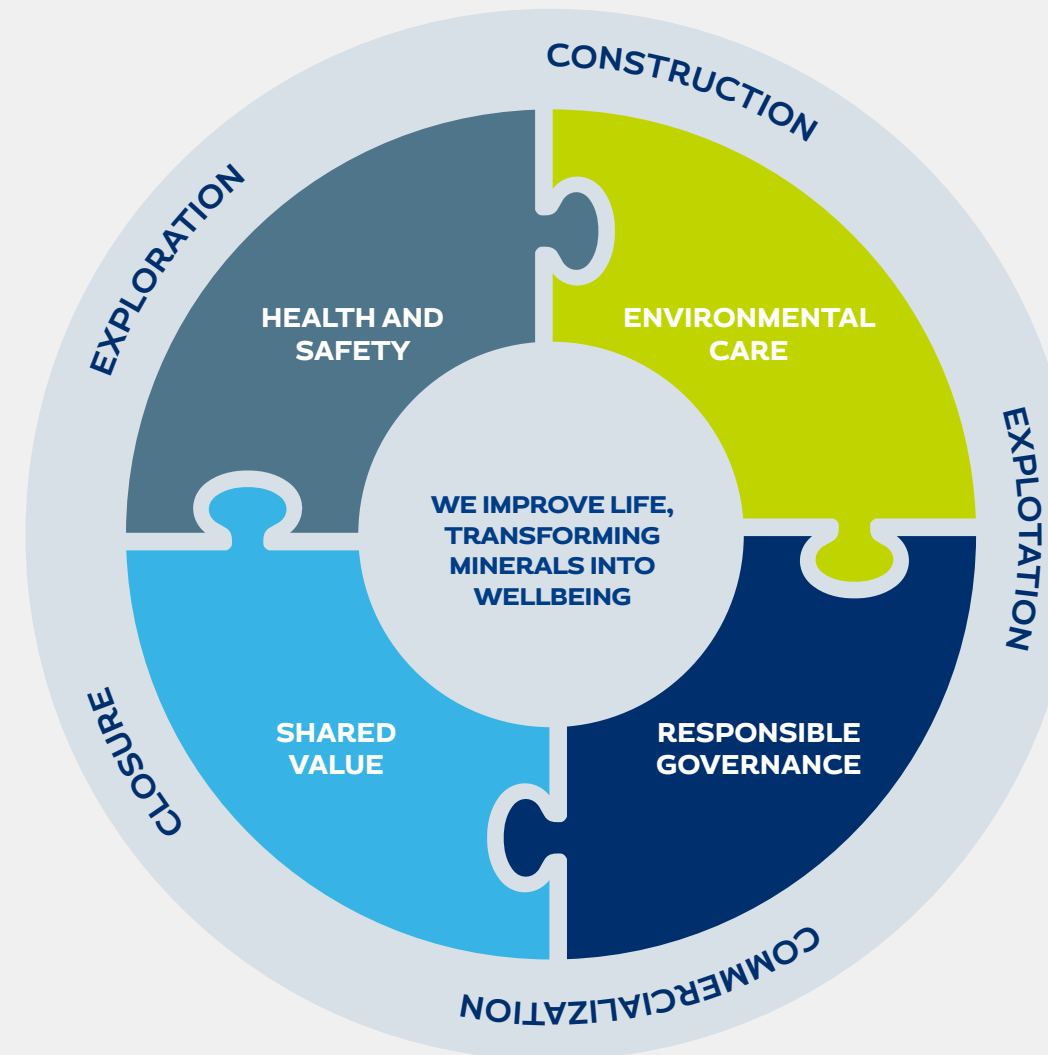 CONSTRUCTION
EXPLORATION
HEALTH AND
SAFETY
ENVIRONMENTAL
CARE
EXPLOTATION
WE IMPROVE LIFE,
TRANSFORMING
MINERALS INTO
WELLBEING
SHARED
VALUE
RESPONSIBLE
GOVERNANCE
CLOSURE
COMMERCIALIZATION